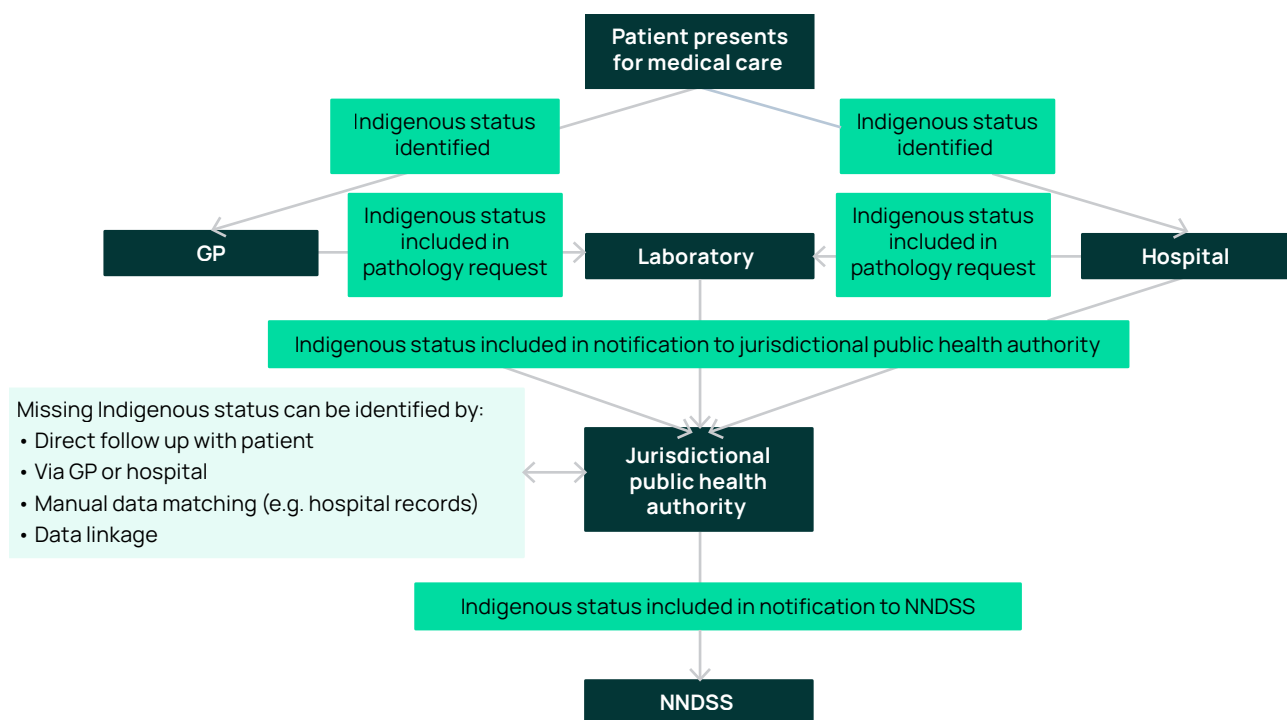 Patient presents
for medical care
Indigenous status
identified
Indigenous status
identified
GP
Indigenous status
included in
pathology request
Laboratory
Indigenous status
included in
pathology request
Hospital
Indigenous status included in notification to jurisdictional public health authority
Missing Indigenous status can be identified by:
• Direct follow up with patient
• Via GP or hospital
• Manual data matching (e.g. hospital records)
• Data linkage
Jurisdictional
public health
authority
Indigenous status included in notification to NNDSS
NNDSS